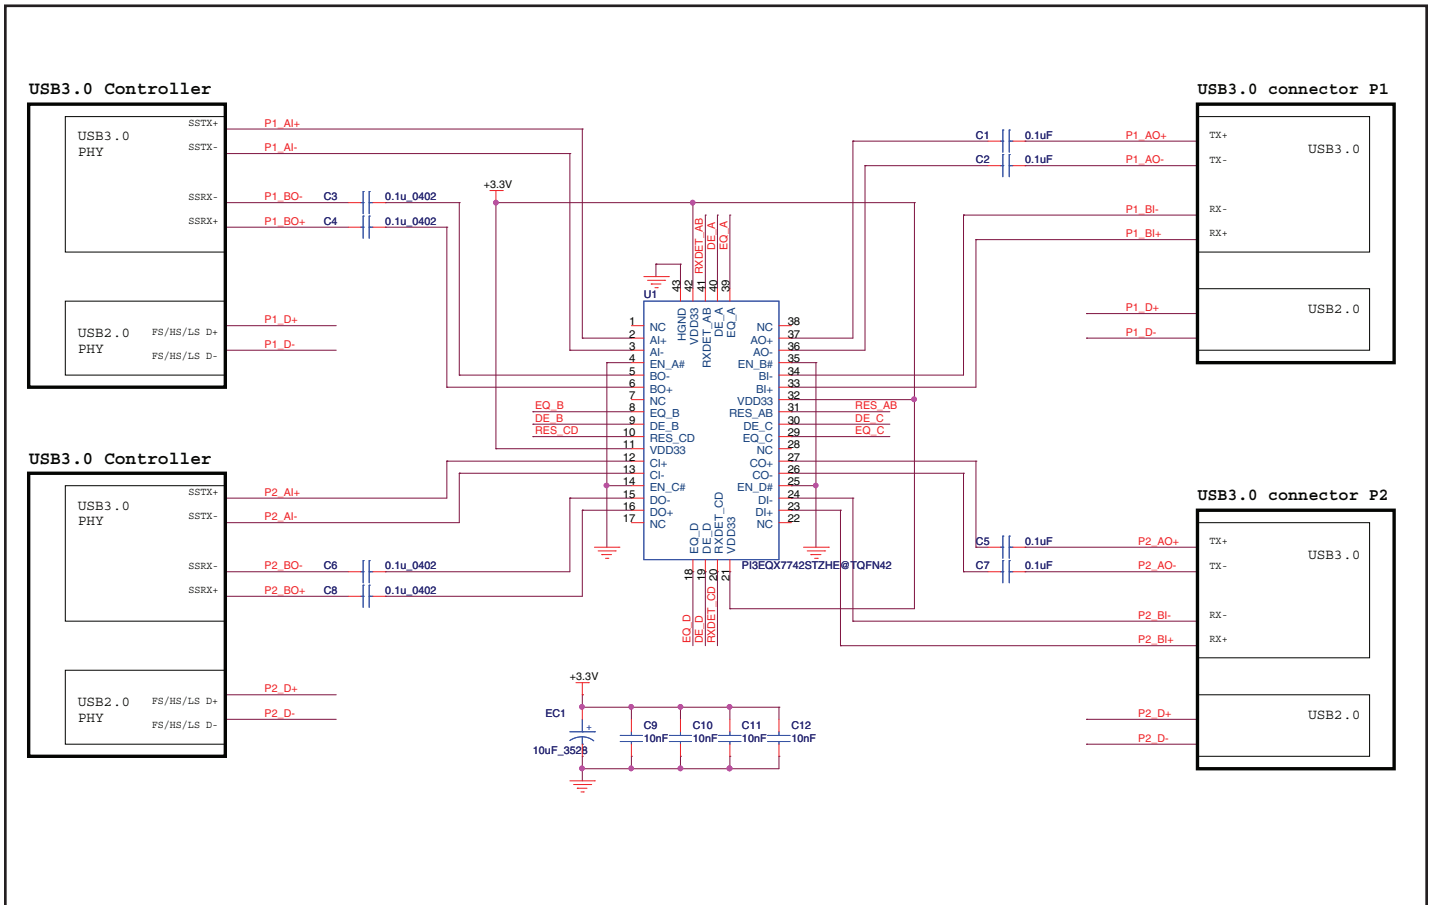 USB3.0 Controller
USB3.0
PHY
SSTX+
SSTX-
SSRX-
SSRX+
P1_AI+
P1_AI-
P1_BO- C3 0.1u_0402
P1_BO+ C4 0.1u_0402
USB2.0
PHY
FS/HS/LS D+
FS/HS/LS D-
P1_D+
P1_D-
USB3.0 Controller
USB3.0
PHY
SSTX+
SSTX-
SSRX-
SSRX+
P2_AI+
P2_AI-
P2_BO- C6 0.1u_0402
P2_BO+ C8 0.1u_0402
USB2.0
PHY
FS/HS/LS D+
FS/HS/LS D-
P2_D+
P2_D-
+3.3V
RXDET_AB
DE_A
EQ_A
43
42
41
40
39
U1
HGND
VDD33
RXDET_AB
DE_A
EQ_A
1 NC
2 AI+
3 AI-
4 EN_A#
5 BO-
6 BO+
7 NC
EQ_B 8 EQ_B
DE_B 9 DE_B
RES_CD 10 RES_CD
11 VDD33
12 CI+
13 CI-
14 EN_C#
15 DO-
16 DO+
17 NC
NC 38
AO+ 37
AO- 36
EN_B# 35
BI- 34
BI+ 33
VDD33 32
RES_AB 31 RES_AB
DE_C 30 DE_C
EQ_C 29 EQ_C
NC 28
CO+ 27
CO- 26
EN_D# 25
DI- 24
DI+ 23
NC 22
EQ_D
DE_D
RXDET_CD
VDD33
PI3EQX7742STZHE@TQFN42
18
19
20
21
EQ_D
DE_D
RXDET_CD
+3.3V
EC1
10uF_3528
C9
10nF
C10
10nF
C11
10nF
C12
10nF
USB3.0 connector P1
C1 0.1uF P1_AO+ TX+
C2 0.1uF P1_AO- TX-
USB3.0
P1_BI- RX-
P1_BI+ RX+
P1_D+
P1_D-
USB2.0
USB3.0 connector P2
C5 0.1uF P2_AO+ TX+
C7 0.1uF P2_AO- TX-
USB3.0
P2_BI- RX-
P2_BI+ RX+
P2_D+
P2_D-
USB2.0